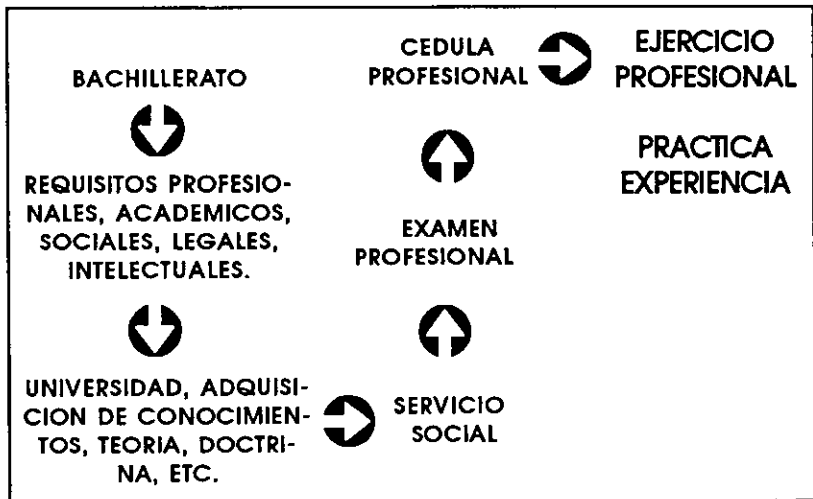 BACHILLERATO
REQUISITOS PROFESIO-
NALES, ACADEMICOS,
SOCIALES, LEGALES,
INTELECTUALES.
UNIVERSIDAD, ADQUISI-
CION DE CONOCIMIEN-
TOS, TEORIA, DOCTRI-
NA, ETC.
SERVICIO
SOCIAL
EXAMEN
PROFESIONAL
CEDULA
PROFESIONAL
EJERCICIO
PROFESIONAL
PRACTICA
EXPERIENCIA